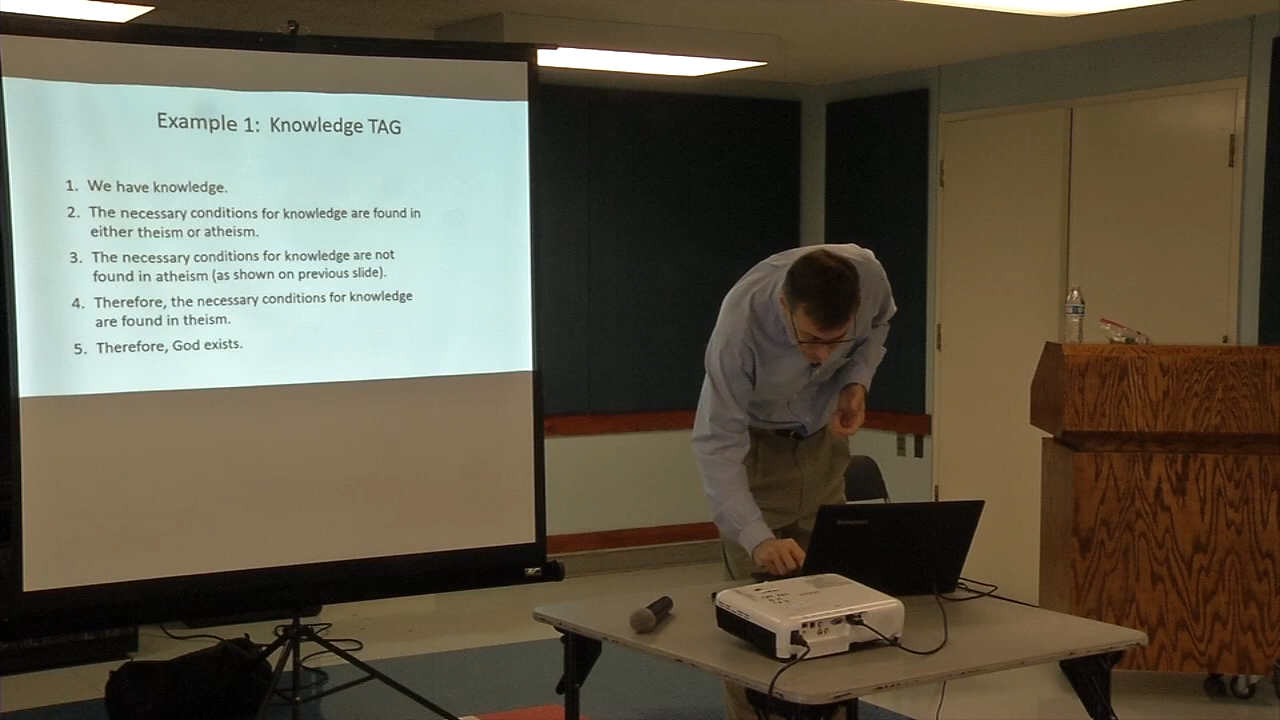 Example 1: Knowledge TAG
1. We have knowledge.
2. The necessary conditions for knowledge are found in
either theism or atheism.
3. The necessary conditions for knowledge are not
found in atheism (as shown on previous slide).
4. Therefore, the necessary conditions for knowledge
are found in theism.
5. Therefore, God exists.